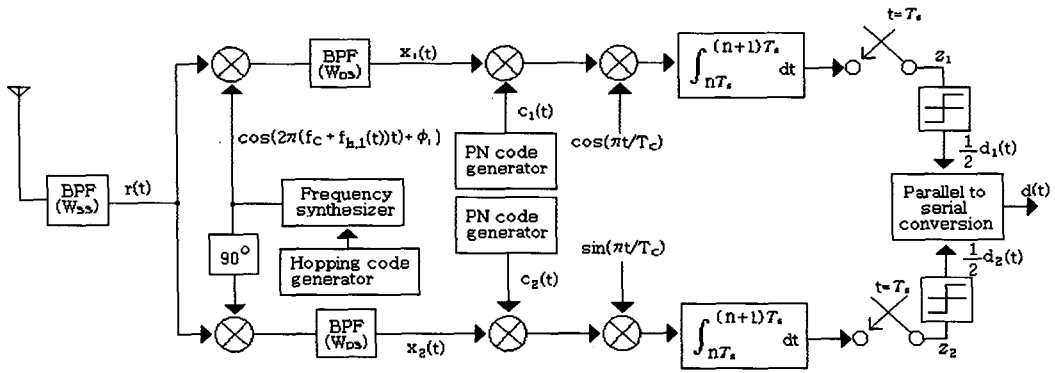 BPF
(W_SS)
r(t)
cos(2π(f_C + f_h,1(t))t) + φ_1
90°
Frequency
synthesizer
Hopping code
generator
BPF
(W_DS)
x_1(t)
c_1(t)
PN code
generator
cos(πt/T_C)
∫_nT_s^(n+1)T_s dt
t=T_s
z_1
1/2 d_1(t)
BPF
(W_DS)
x_2(t)
PN code
generator
c_2(t)
sin(πt/T_C)
∫_nT_s^(n+1)T_s dt
t=T_s
z_2
1/2 d_2(t)
Parallel to
serial
conversion
d(t)